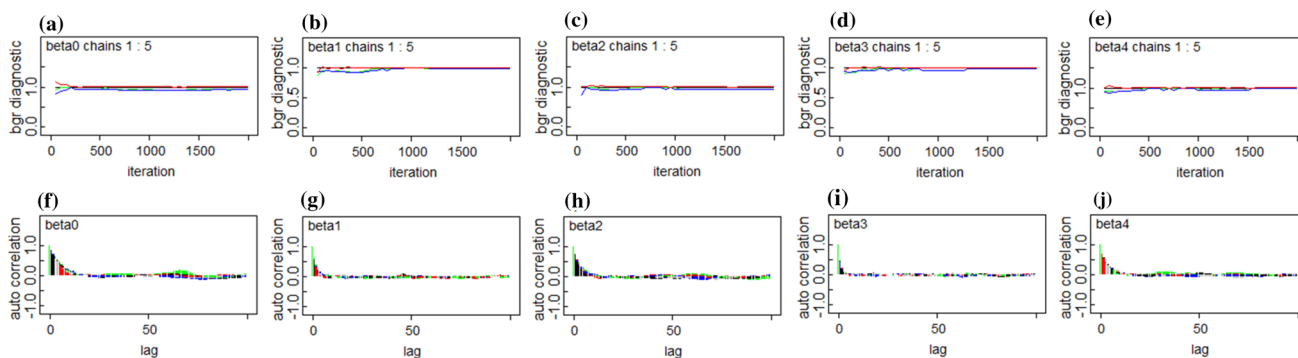 (a)
beta0 chains 1 : 5
bgr diagnostic
0.0
1.0
0
500
1000
1500
iteration
(b)
beta1 chains 1 : 5
bgr diagnostic
0.0
0.5
1.0
0
500
1000
1500
iteration
(c)
beta2 chains 1 : 5
bgr diagnostic
0.0
1.0
0
500
1000
1500
iteration
(d)
beta3 chains 1 : 5
bgr diagnostic
0.0
0.5
1.0
0
500
1000
1500
iteration
(e)
beta4 chains 1 : 5
bgr diagnostic
0.0
1.0
0
500
1000
1500
iteration
(f)
beta0
auto correlation
-1.0
0.0
1.0
0
50
lag
(g)
beta1
auto correlation
-1.0
0.0
1.0
0
50
lag
(h)
beta2
auto correlation
-1.0
0.0
1.0
0
50
lag
(i)
beta3
auto correlation
-1.0
0.0
1.0
0
50
lag
(j)
beta4
auto correlation
-1.0
0.0
1.0
0
50
lag